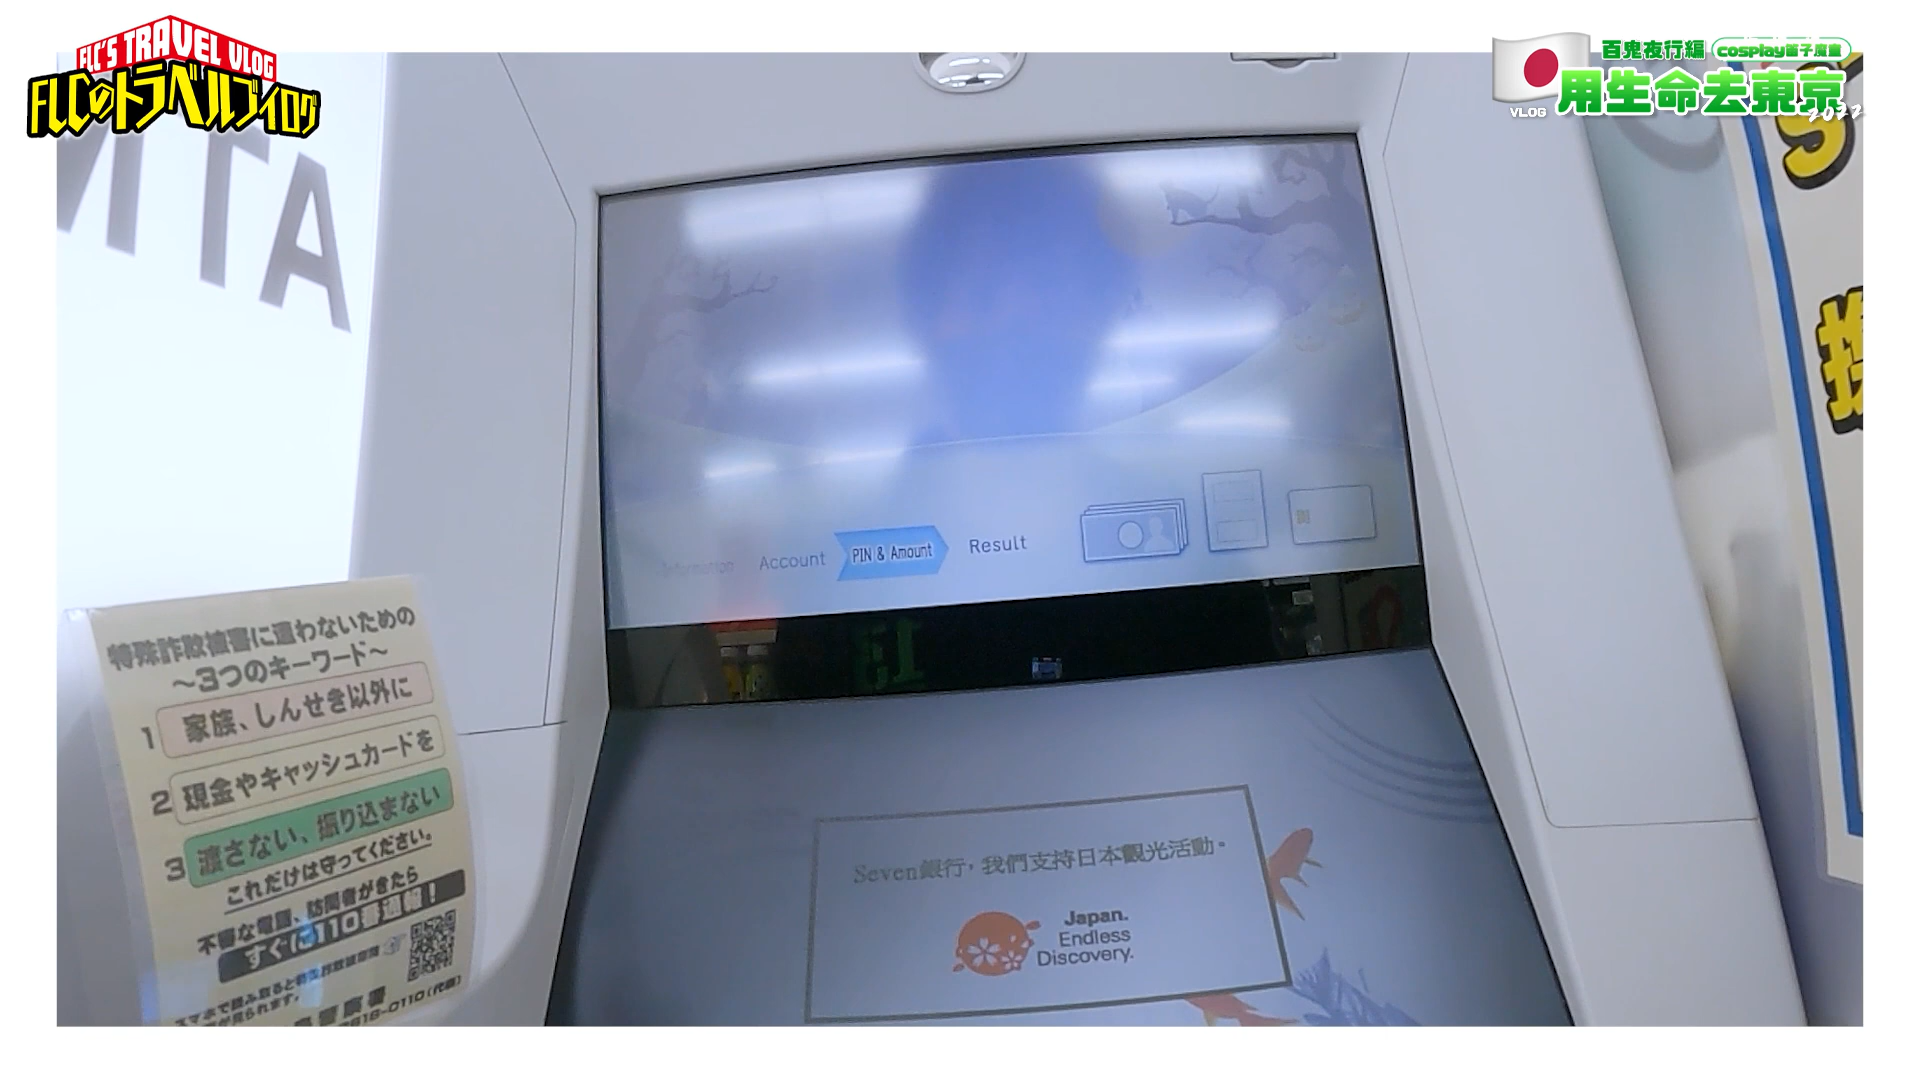 FLC'S TRAVEL VLOG
FLCのトラベルブイログ
百鬼夜行編
VLOG
用生命去東京
2022
ATM
Information
Account
PIN & Amount
Result
特殊詐欺被害に遭わないための
～3つのキーワード～
1 家族、しんせき以外に
2 現金やキャッシュカードを
3 渡さない、振り込まない
これだけは守ってください。
不審な電話、訪問者がきたら
すぐに110番通報！
Seven銀行，我們支持日本觀光活動。
Japan.
Endless
Discovery.